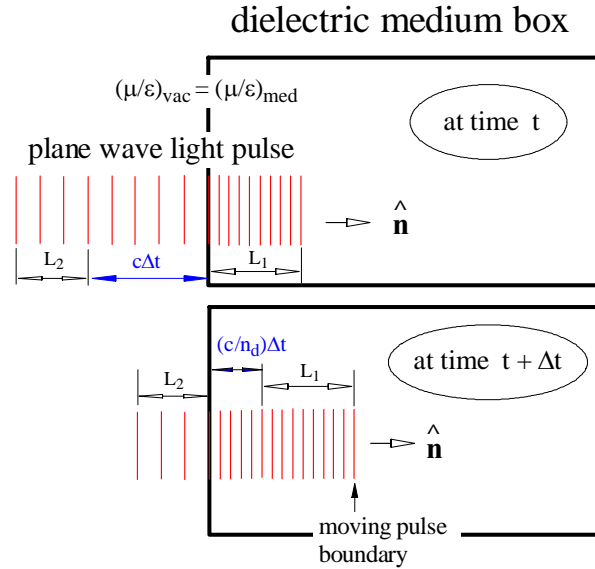 dielectric medium box
(μ/ε)vac = (μ/ε)med
at time t
plane wave light pulse
n̂
L₂
cΔt
L₁
(c/n_d)Δt
at time t + Δt
L₂
L₁
n̂
moving pulse
boundary